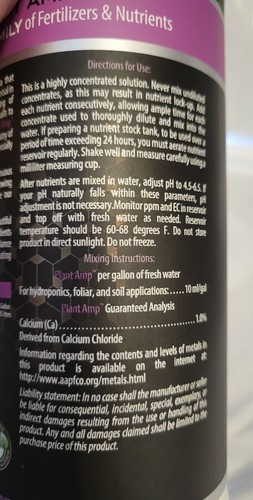 LY of Fertilizers & Nutrients
Directions for Use:
This is a highly concentrated solution. Never mix undiluted
concentrates, as this may result in nutrient lock-up. Add
each nutrient consecutively, allowing ample time for each
concentrate used to thoroughly dilute and mix into the
water. If preparing a nutrient stock tank, to be used over a
period of time exceeding 24 hours, you must aerate nutrient
reservoir regularly. Shake well and measure carefully using a
milliliter measuring cup.
After nutrients are mixed in water, adjust pH to 4.5-6.5. If
your pH naturally falls within these parameters, pH
adjustment is not necessary. Monitor ppm and EC in reservoir
and top off with fresh water as needed. Reservoir
temperature should be 60-68 degrees F. Do not store
product in direct sunlight. Do not freeze.
Mixing Instructions:
Plant Amp™ per gallon of fresh water
For hydroponics, foliar, and soil applications:.....10 ml/gal
Plant Amp™ Guaranteed Analysis
Calcium (Ca)..........................................1.0%
Derived from Calcium Chloride
Information regarding the contents and levels of metals in
this product is available on the internet at:
http://www.aapfco.org/metals.html
Liability statement: In no case shall the manufacturer or seller
be liable for consequential, incidental, special, exemplary, or
indirect damages resulting from the use or handling of this
product. Any and all damages claimed shall be limited to the
purchase price of this product.